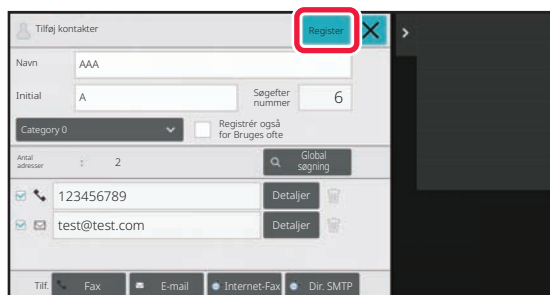 Tilføj kontakter
Register
Navn
AAA
Initial
A
Søgefter
nummer
6
Category 0
Registrér også
for Bruges ofte
Antal
adresser
:
2
Global
søgning
123456789
Detaljer
test@test.com
Detaljer
Tilf.
Fax
E-mail
Internet-Fax
Dir. SMTP